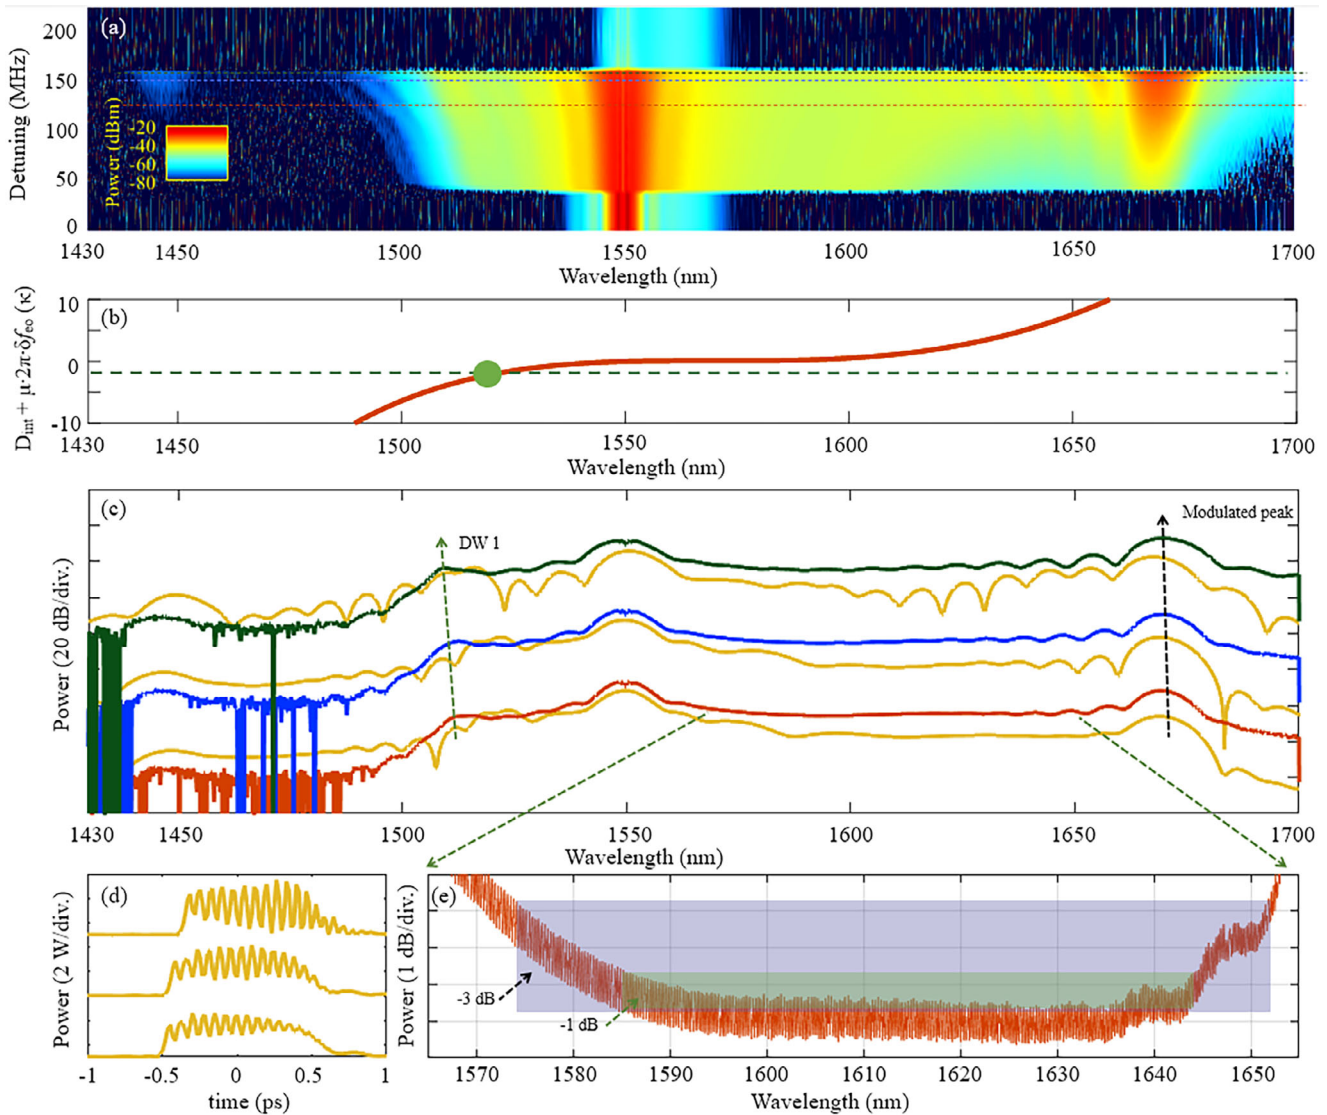 (a)
Detuning (MHz)
200
150
100
50
0
Power (dBm)
-20
-40
-60
-80
1430 1450 1500 1550 1600 1650 1700
Wavelength (nm)
(b)
D_int + μ·2π·δf_eo (κ)
10
0
-10
1430 1450 1500 1550 1600 1650 1700
Wavelength (nm)
(c)
Power (20 dB/div.)
DW 1
Modulated peak
1430 1450 1500 1550 1600 1650 1700
Wavelength (nm)
(d)
Power (2 W/div.)
-1 -0.5 0 0.5 1
time (ps)
(e)
Power (1 dB/div.)
-3 dB
-1 dB
1570 1580 1590 1600 1610 1620 1630 1640 1650
Wavelength (nm)